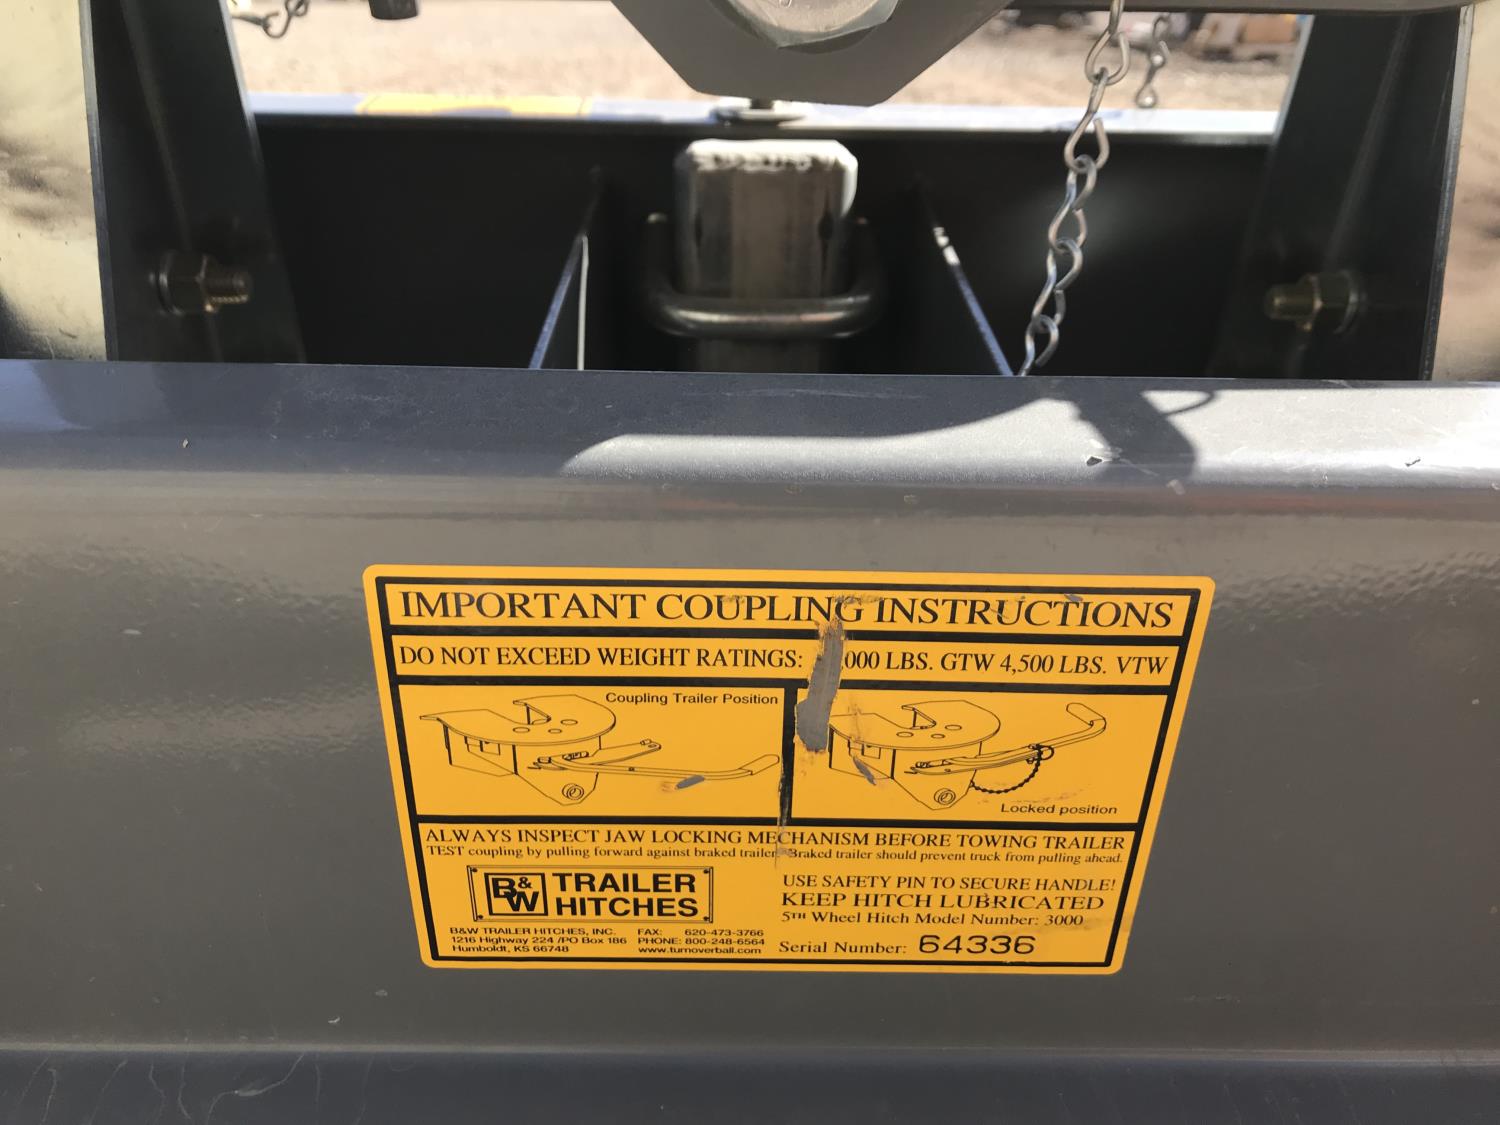 IMPORTANT COUPLING INSTRUCTIONS
DO NOT EXCEED WEIGHT RATINGS: ,000 LBS. GTW 4,500 LBS. VTW
Coupling Trailer Position
Locked position
ALWAYS INSPECT JAW LOCKING MECHANISM BEFORE TOWING TRAILER
TEST coupling by pulling forward against braked trailer. Braked trailer should prevent truck from pulling ahead.
B&W TRAILER HITCHES
B&W TRAILER HITCHES, INC.
1216 Highway 224 /PO Box 186
Humboldt, KS 66748
FAX: 620-473-3766
PHONE: 800-248-6564
www.turnoverball.com
USE SAFETY PIN TO SECURE HANDLE!
KEEP HITCH LUBRICATED
5TH Wheel Hitch Model Number: 3000
Serial Number: 64336